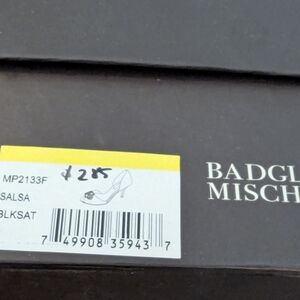 MP2133F
$285
SALSA
BLKSAT
BADGL
MISCH
7 49908 35943 7